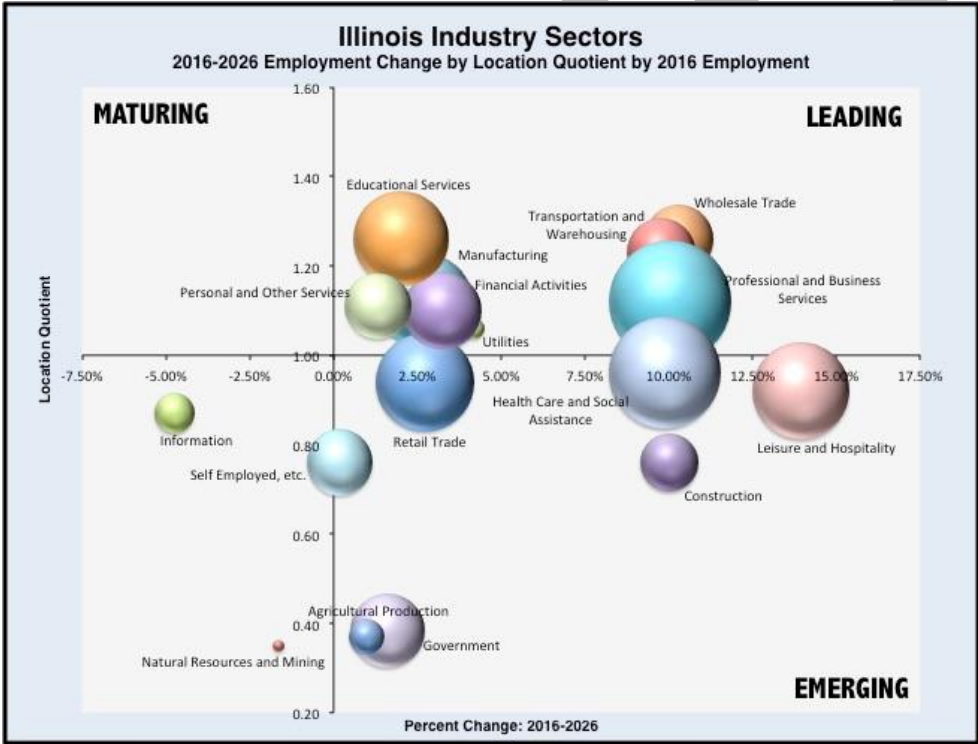 Illinois Industry Sectors
2016-2026 Employment Change by Location Quotient by 2016 Employment
1.60
MATURING
LEADING
1.40
Educational Services
Wholesale Trade
Transportation and
Warehousing
Manufacturing
1.20
Financial Activities
Professional and Business
Services
Personal and Other Services
Utilities
Location Quotient
1.00
-7.50%
-5.00%
-2.50%
0.00%
2.50%
5.00%
7.50%
10.00%
12.50%
15.00%
17.50%
Health Care and Social
Assistance
Information
Retail Trade
Leisure and Hospitality
0.80
Self Employed, etc.
Construction
0.60
Agricultural Production
0.40
Government
Natural Resources and Mining
EMERGING
0.20
Percent Change: 2016-2026